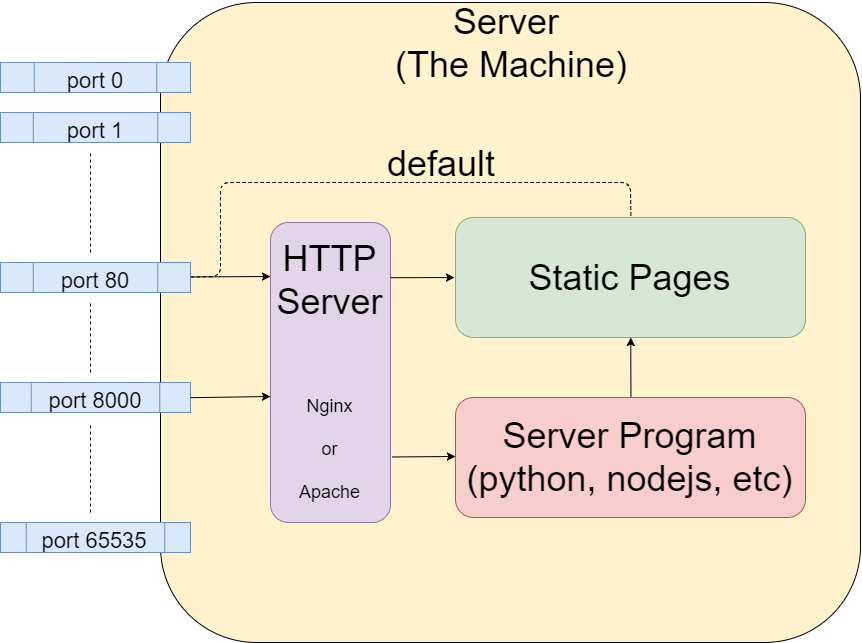 Server
(The Machine)
port 0
port 1
default
port 80
HTTP
Server
Static Pages
port 8000
Nginx
or
Apache
Server Program
(python, nodejs, etc)
port 65535